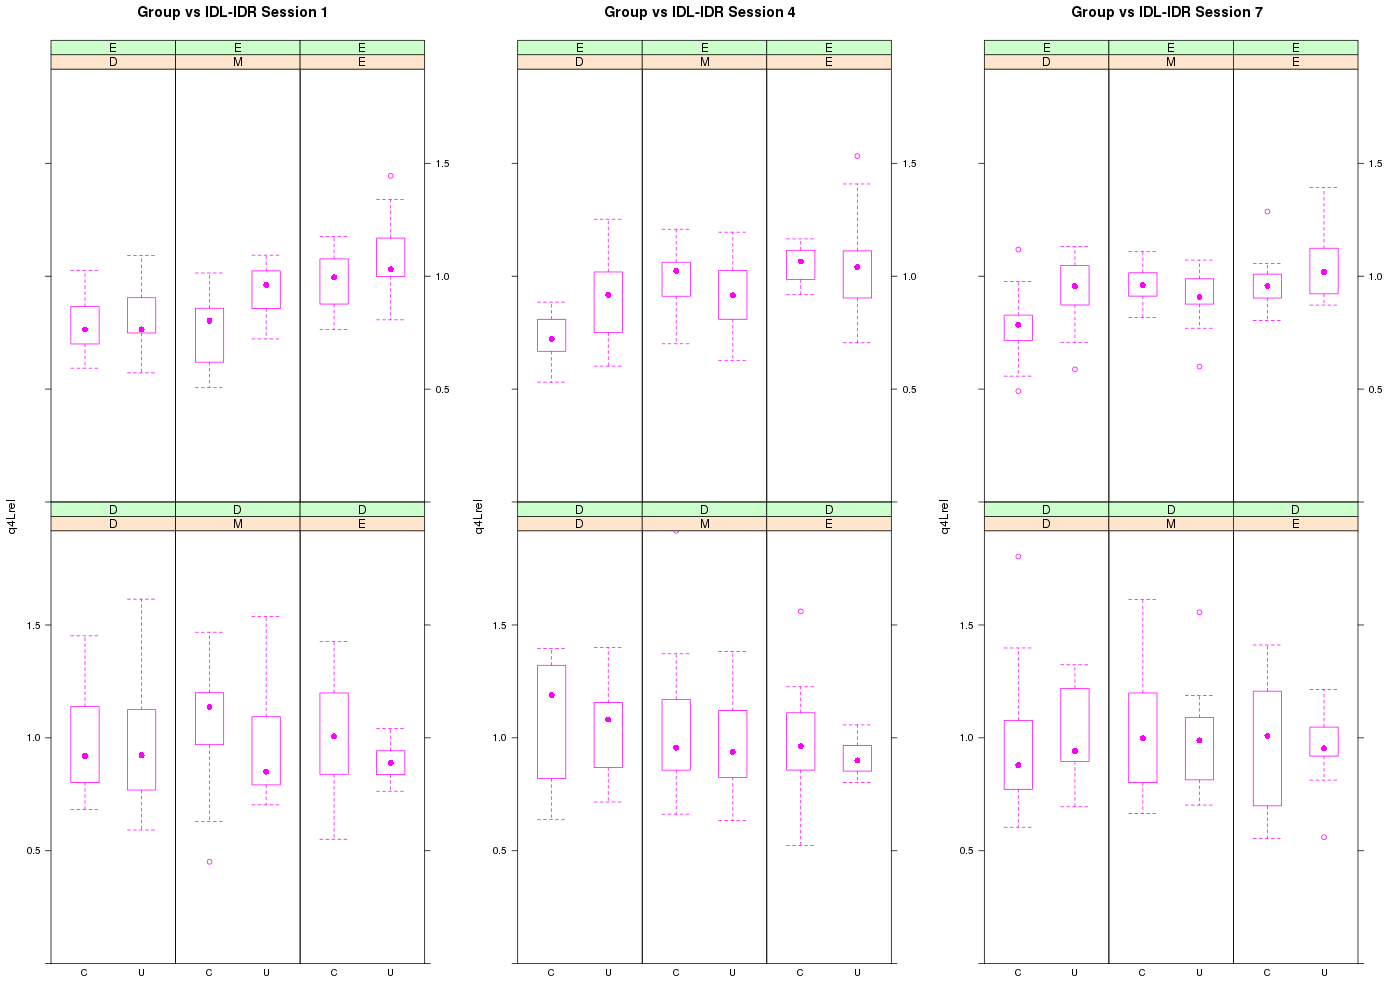 Group vs IDL-IDR Session 1 Group vs IDL-IDR Session 4 Group vs IDL-IDR Session 7
E E E E E E E E E
D M E D M E D M E
1.5 1.5 1.5
1.0 1.0 1.0
0.5 0.5 0.5
q4Lrel q4Lrel q4Lrel
D D D D D D D D D
D M E D M E D M E
1.5 1.5 1.5
1.0 1.0 1.0
0.5 0.5 0.5
C U C U C U C U C U C U C U C U C U